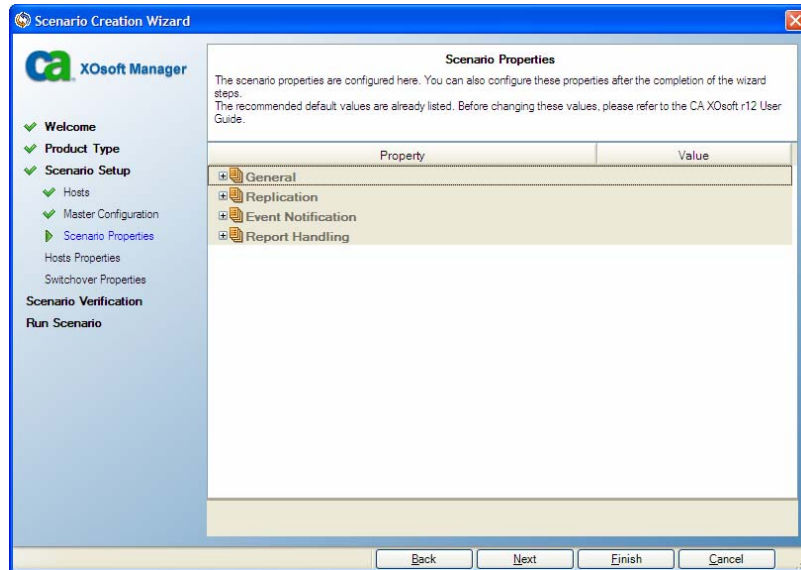 Scenario Creation Wizard
ca XOsoft Manager
Welcome
Product Type
Scenario Setup
Hosts
Master Configuration
Scenario Properties
Hosts Properties
Switchover Properties
Scenario Verification
Run Scenario
Scenario Properties
The scenario properties are configured here. You can also configure these properties after the completion of the wizard
steps.
The recommended default values are already listed. Before changing these values, please refer to the CA XOsoft r12 User
Guide.
Property Value
General
Replication
Event Notification
Report Handling
Back Next Finish Cancel